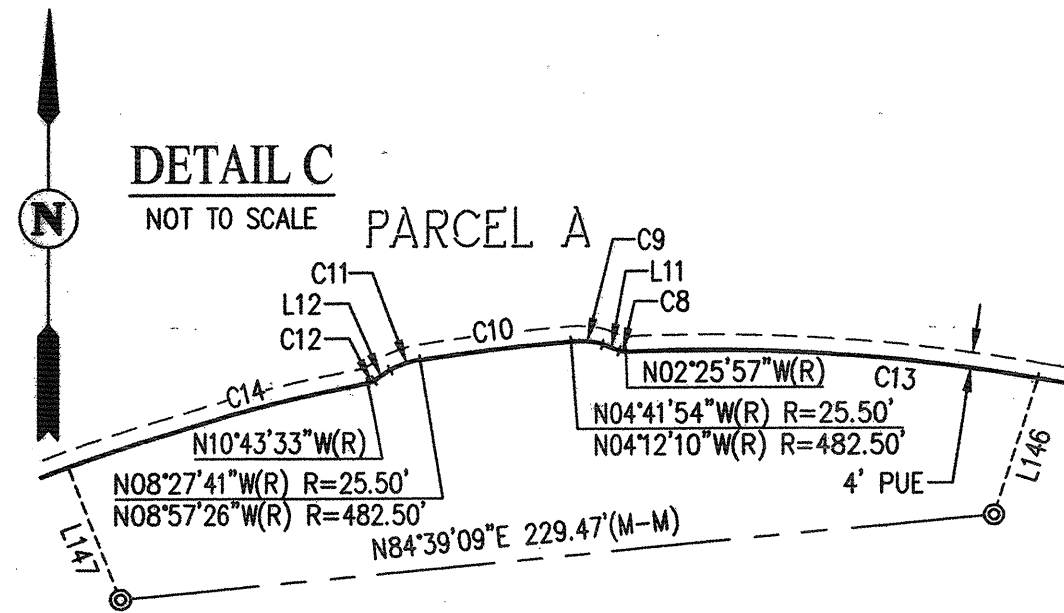 DETAIL C
NOT TO SCALE
N
PARCEL A
C9
L11
C8
C11
L12
C12
C10
C14
C13
N02°25'57"W(R)
N04°41'54"W(R) R=25.50'
N04°12'10"W(R) R=482.50'
N10°43'33"W(R)
N08°27'41"W(R) R=25.50'
N08°57'26"W(R) R=482.50'
4' PUE
L146
L147
N84°39'09"E 229.47'(M-M)